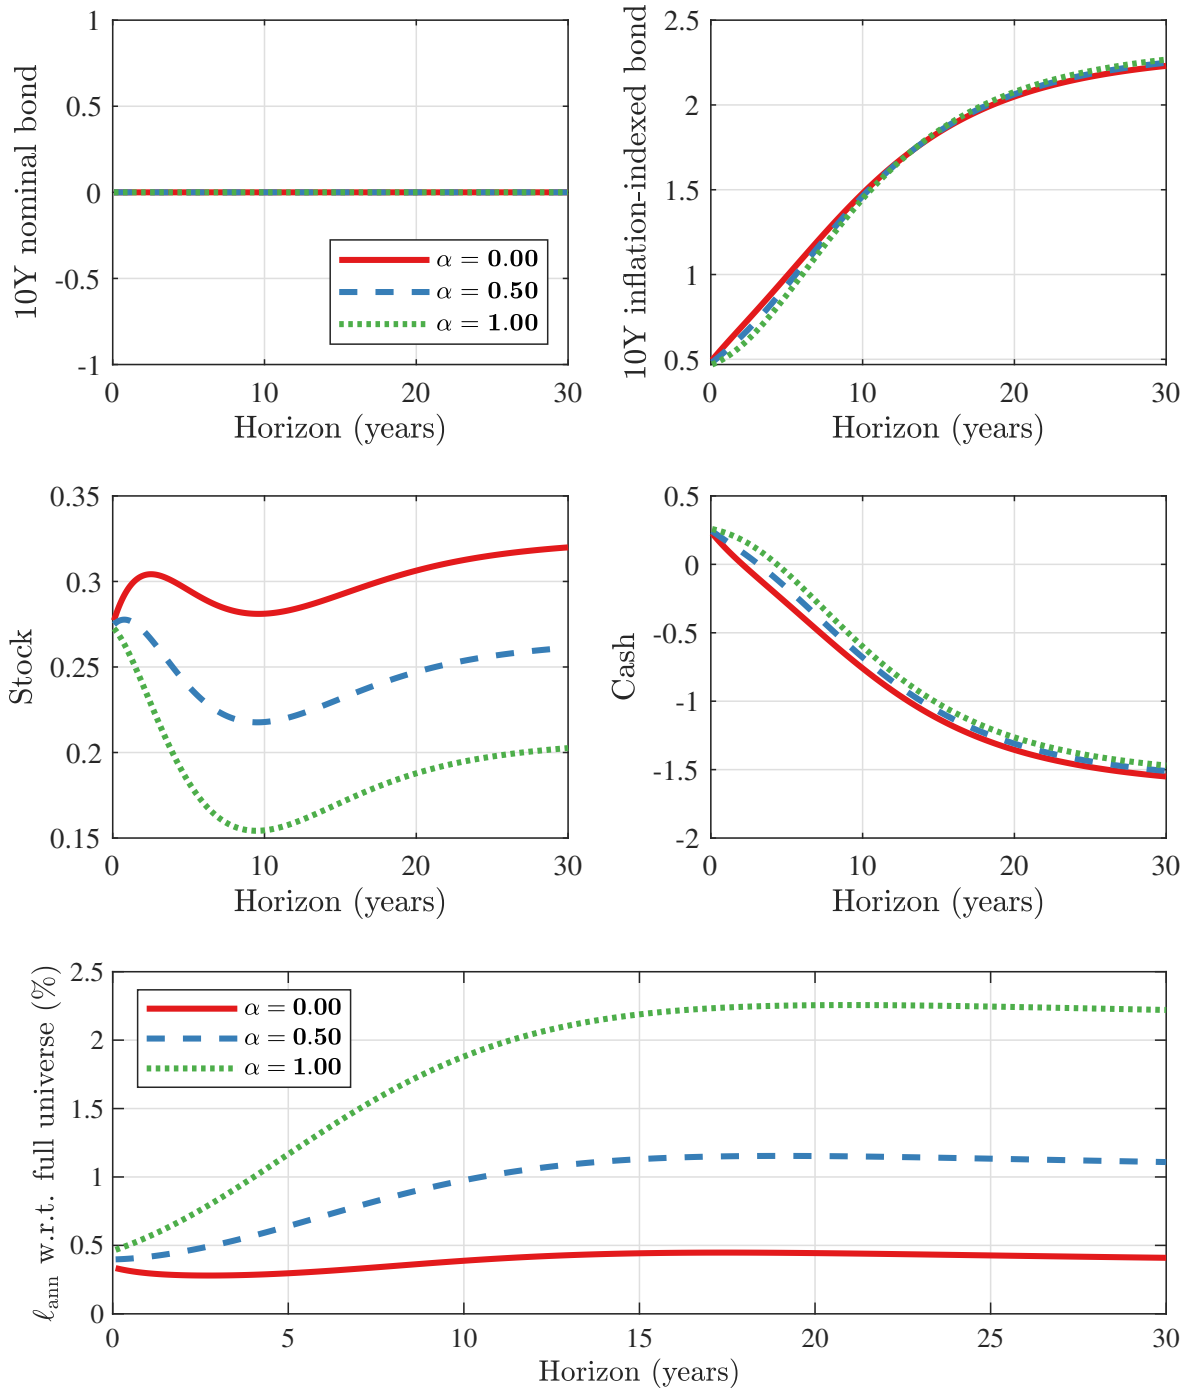 10Y nominal bond
1
0.5
0
-0.5
-1
α = 0.00
α = 0.50
α = 1.00
0 10 20 30
Horizon (years)
10Y inflation-indexed bond
2.5
2
1.5
1
0.5
0 10 20 30
Horizon (years)
Stock
0.35
0.3
0.25
0.2
0.15
0 10 20 30
Horizon (years)
Cash
0.5
0
-0.5
-1
-1.5
-2
0 10 20 30
Horizon (years)
ℓann w.r.t. full universe (%)
2.5
2
1.5
1
0.5
0
α = 0.00
α = 0.50
α = 1.00
0 5 10 15 20 25 30
Horizon (years)